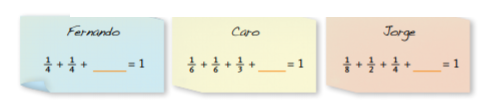 Fernando
1/4 + 1/4 + _____ = 1
Caro
1/6 + 1/6 + 1/3 + _____ = 1
Jorge
1/8 + 1/2 + 1/4 + _____ = 1